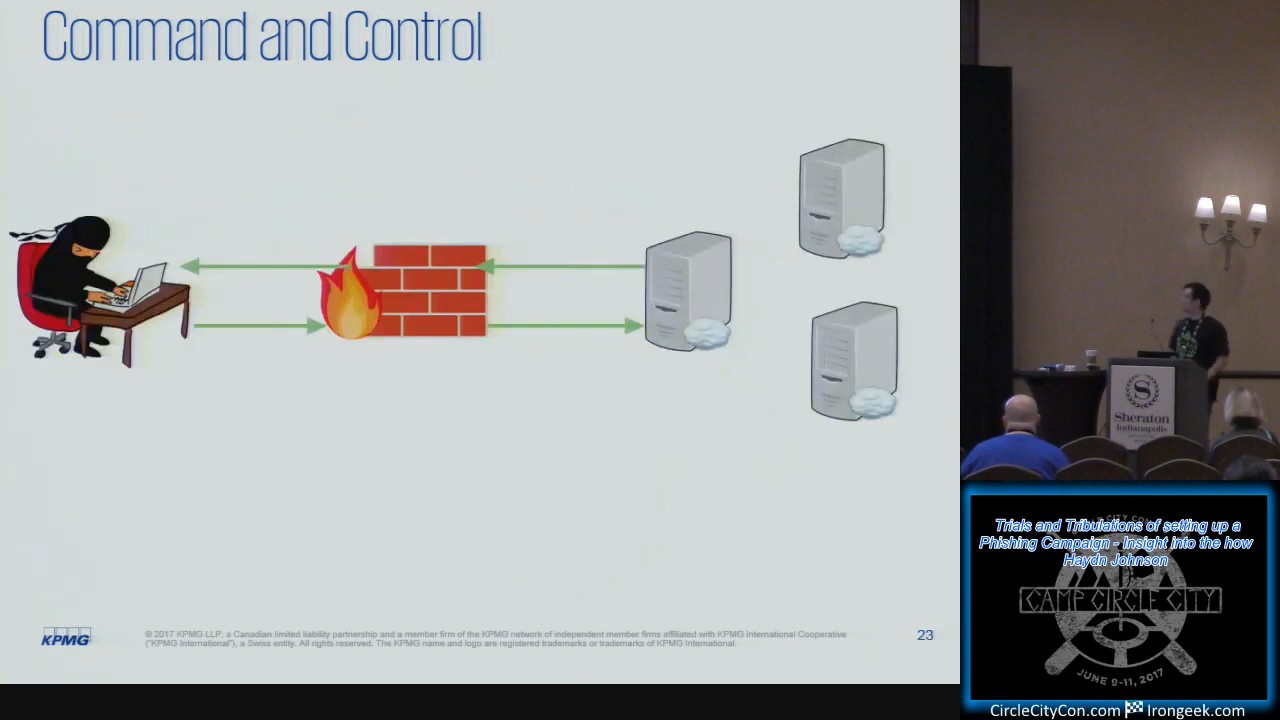 Command and Control
KPMG
© 2017 KPMG LLP, a Canadian limited liability partnership and a member firm of the KPMG network of independent member firms affiliated with KPMG International Cooperative
("KPMG International"), a Swiss entity. All rights reserved. The KPMG name and logo are registered trademarks or trademarks of KPMG International.
23
S
Sheraton
Indianapolis
Trials and Tribulations of setting up a
Phishing Campaign - Insight into the how
Haydn Johnson
CAMP CIRCLE CITY
JUNE 9-11, 2017
CircleCityCon.com Irongeek.com